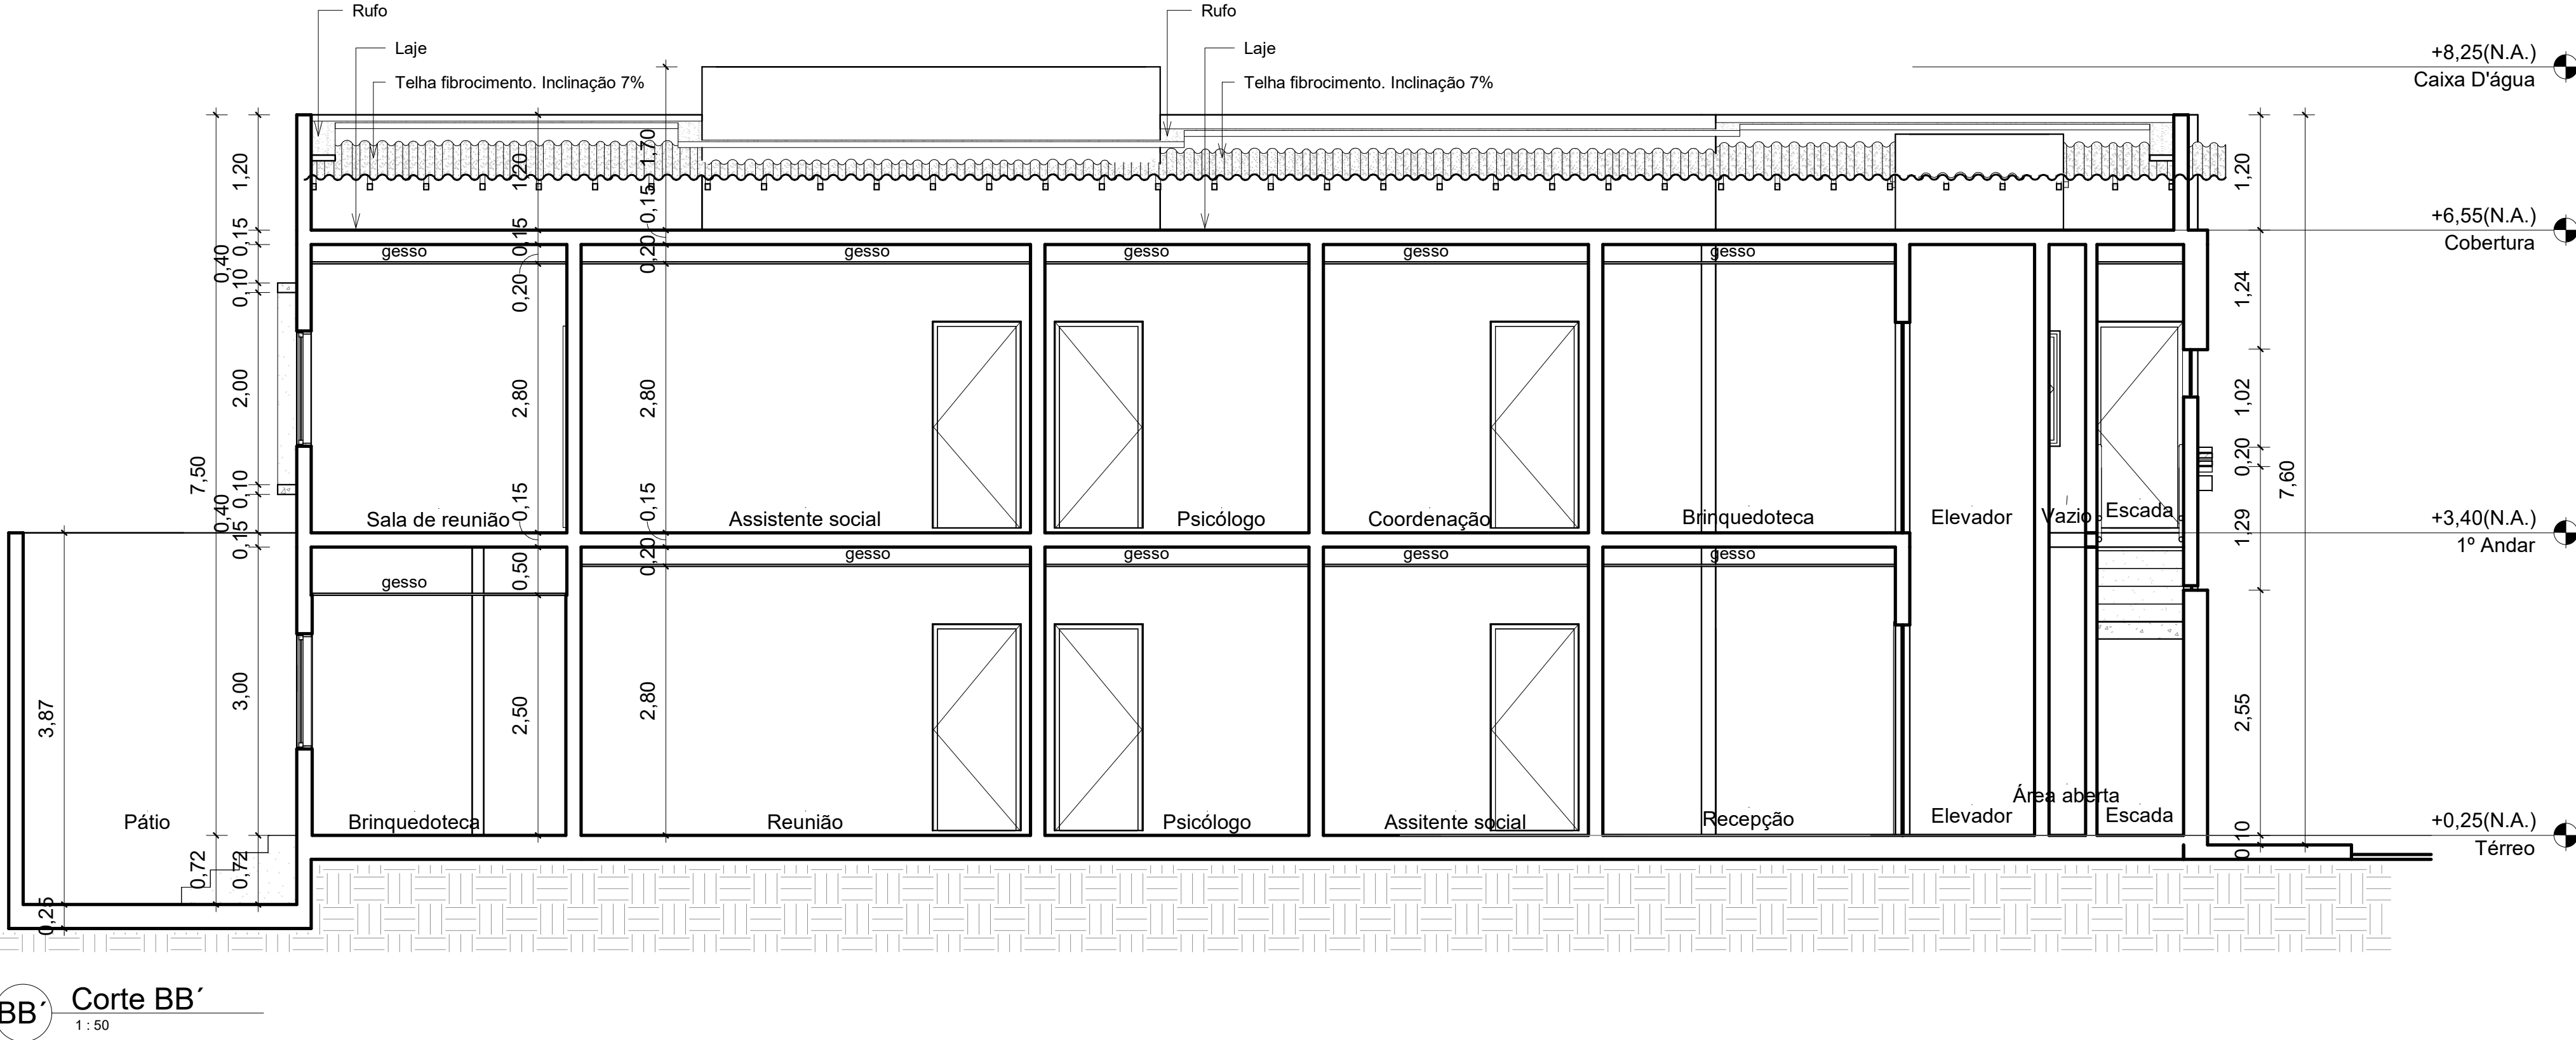 Rufo
Rufo
Laje
Laje
Telha fibrocimento. Inclinação 7%
Telha fibrocimento. Inclinação 7%
+8,25(N.A.)
Caixa D'água
1,20
1,20
1,70
1,20
0,15
+6,55(N.A.)
Cobertura
0,15
0,15
0,20
0,40
0,10
gesso
gesso
gesso
gesso
gesso
0,20
1,24
2,00
2,80
2,80
1,02
7,50
0,10
0,40
0,15
0,15
0,15
0,20
7,60
1,29
Sala de reunião
Assistente social
Psicólogo
Coordenação
Brinquedoteca
Elevador
Vazio
Escada
+3,40(N.A.)
1º Andar
0,50
0,20
gesso
gesso
gesso
gesso
gesso
3,87
3,00
2,50
2,80
2,55
Pátio
Brinquedoteca
Reunião
Psicólogo
Assitente social
Recepção
Elevador
Área aberta
Escada
+0,25(N.A.)
Térreo
0,72
0,72
0,10
0,25
BB´
Corte BB´
1 : 50